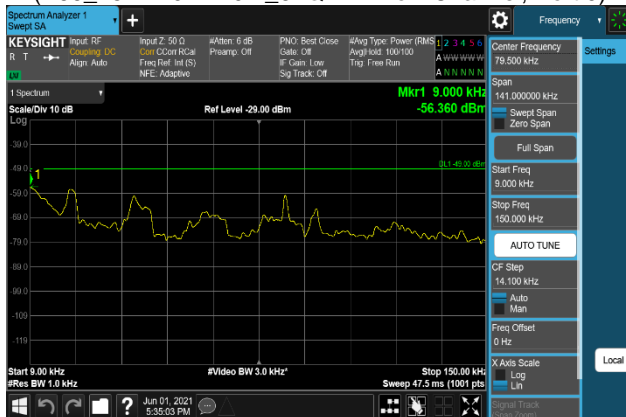 Spectrum Analyzer 1
Swept SA
Frequency
KEYSIGHT
R T
LXI
Input: RF
Coupling: DC
Align: Auto
Input Z: 50 Ω
Corr CCorr RCal
Freq Ref: Int (S)
NFE: Adaptive
#Atten: 6 dB
Preamp: Off
PNO: Best Close
Gate: Off
IF Gain: Low
Sig Track: Off
#Avg Type: Power (RMS
Avg|Hold: 100/100
Trig: Free Run
1 2 3 4 5 6
A W W W W W
A N N N N N
1 Spectrum
Scale/Div 10 dB
Log
Ref Level -29.00 dBm
Mkr1 9.000 kHz
-56.360 dBm
DL1 -49.00 dBm
1
-39.0
-49.0
-59.0
-69.0
-79.0
-89.0
-99.0
-109
-119
Start 9.00 kHz
#Res BW 1.0 kHz
#Video BW 3.0 kHz*
Stop 150.00 kHz
Sweep 47.5 ms (1001 pts
Jun 01, 2021
5:35:03 PM
Center Frequency
79.500 kHz
Span
141.000000 kHz
Swept Span
Zero Span
Full Span
Start Freq
9.000 kHz
Stop Freq
150.000 kHz
AUTO TUNE
CF Step
14.100 kHz
Auto
Man
Freq Offset
0 Hz
X Axis Scale
Log
Lin
Signal Track
(Span Zoom)
Settings
Local